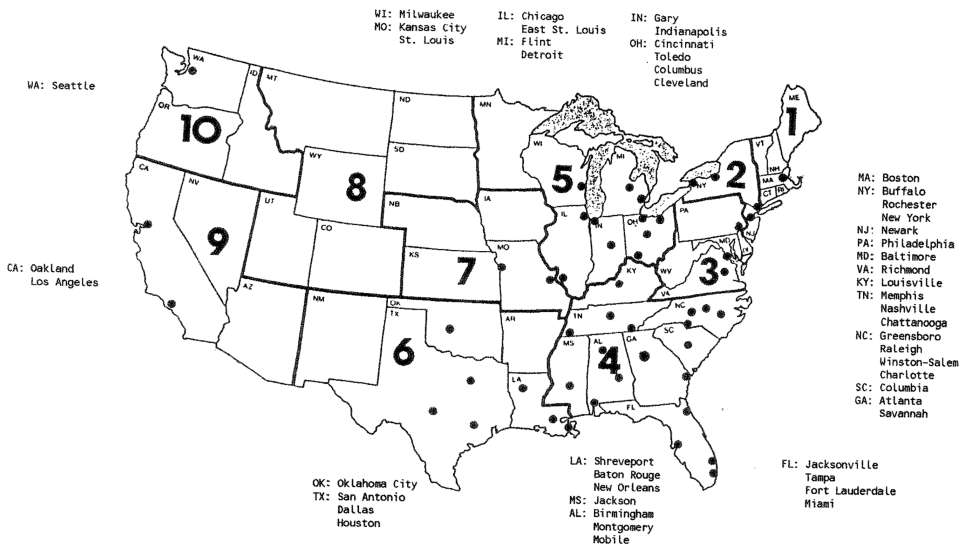 WI: Milwaukee
MO: Kansas City
St. Louis
IL: Chicago
East St. Louis
MI: Flint
Detroit
IN: Gary
Indianapolis
OH: Cincinnati
Toledo
Columbus
Cleveland
WA: Seattle
CA: Oakland
Los Angeles
WA
OR
ID
MT
10
ND
SD
WY
8
MN
WI
5
MI
IL
IN
OH
ME
1
VT
NH
MA
CT
RI
NY
2
PA
NJ
MD
DE
CA
NV
9
UT
CO
AZ
NM
NB
KS
IA
MO
7
KY
WV
VA
3
OK
TX
6
AR
LA
TN
MS
AL
4
GA
FL
NC
SC
MA: Boston
NY: Buffalo
Rochester
New York
NJ: Newark
PA: Philadelphia
MD: Baltimore
VA: Richmond
KY: Louisville
TN: Memphis
Nashville
Chattanooga
NC: Greensboro
Raleigh
Winston-Salem
Charlotte
SC: Columbia
GA: Atlanta
Savannah
OK: Oklahoma City
TX: San Antonio
Dallas
Houston
LA: Shreveport
Baton Rouge
New Orleans
MS: Jackson
AL: Birmingham
Montgomery
Mobile
FL: Jacksonville
Tampa
Fort Lauderdale
Miami